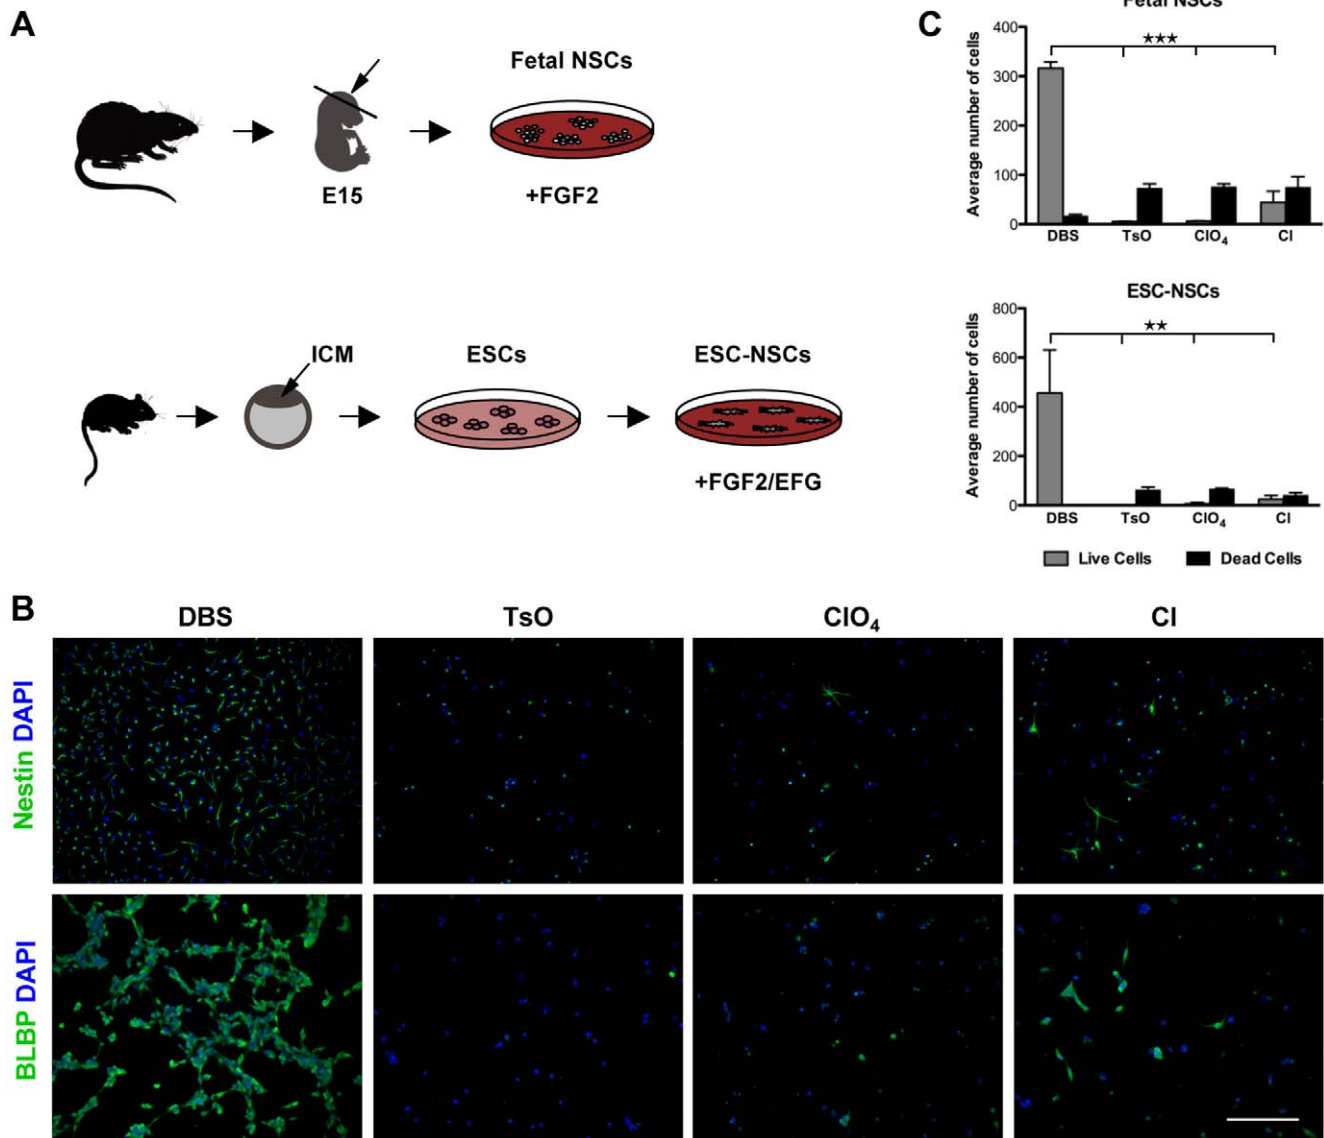 A
Fetal NSCs
E15
+FGF2
ICM
ESCs
ESC-NSCs
+FGF2/EFG
C
Fetal NSCs
Average number of cells
400
300
200
100
0
★★★
DBS TsO ClO₄ Cl
ESC-NSCs
Average number of cells
800
600
400
200
0
★★
DBS TsO ClO₄ Cl
Live Cells Dead Cells
B
DBS TsO ClO₄ Cl
Nestin DAPI
BLBP DAPI